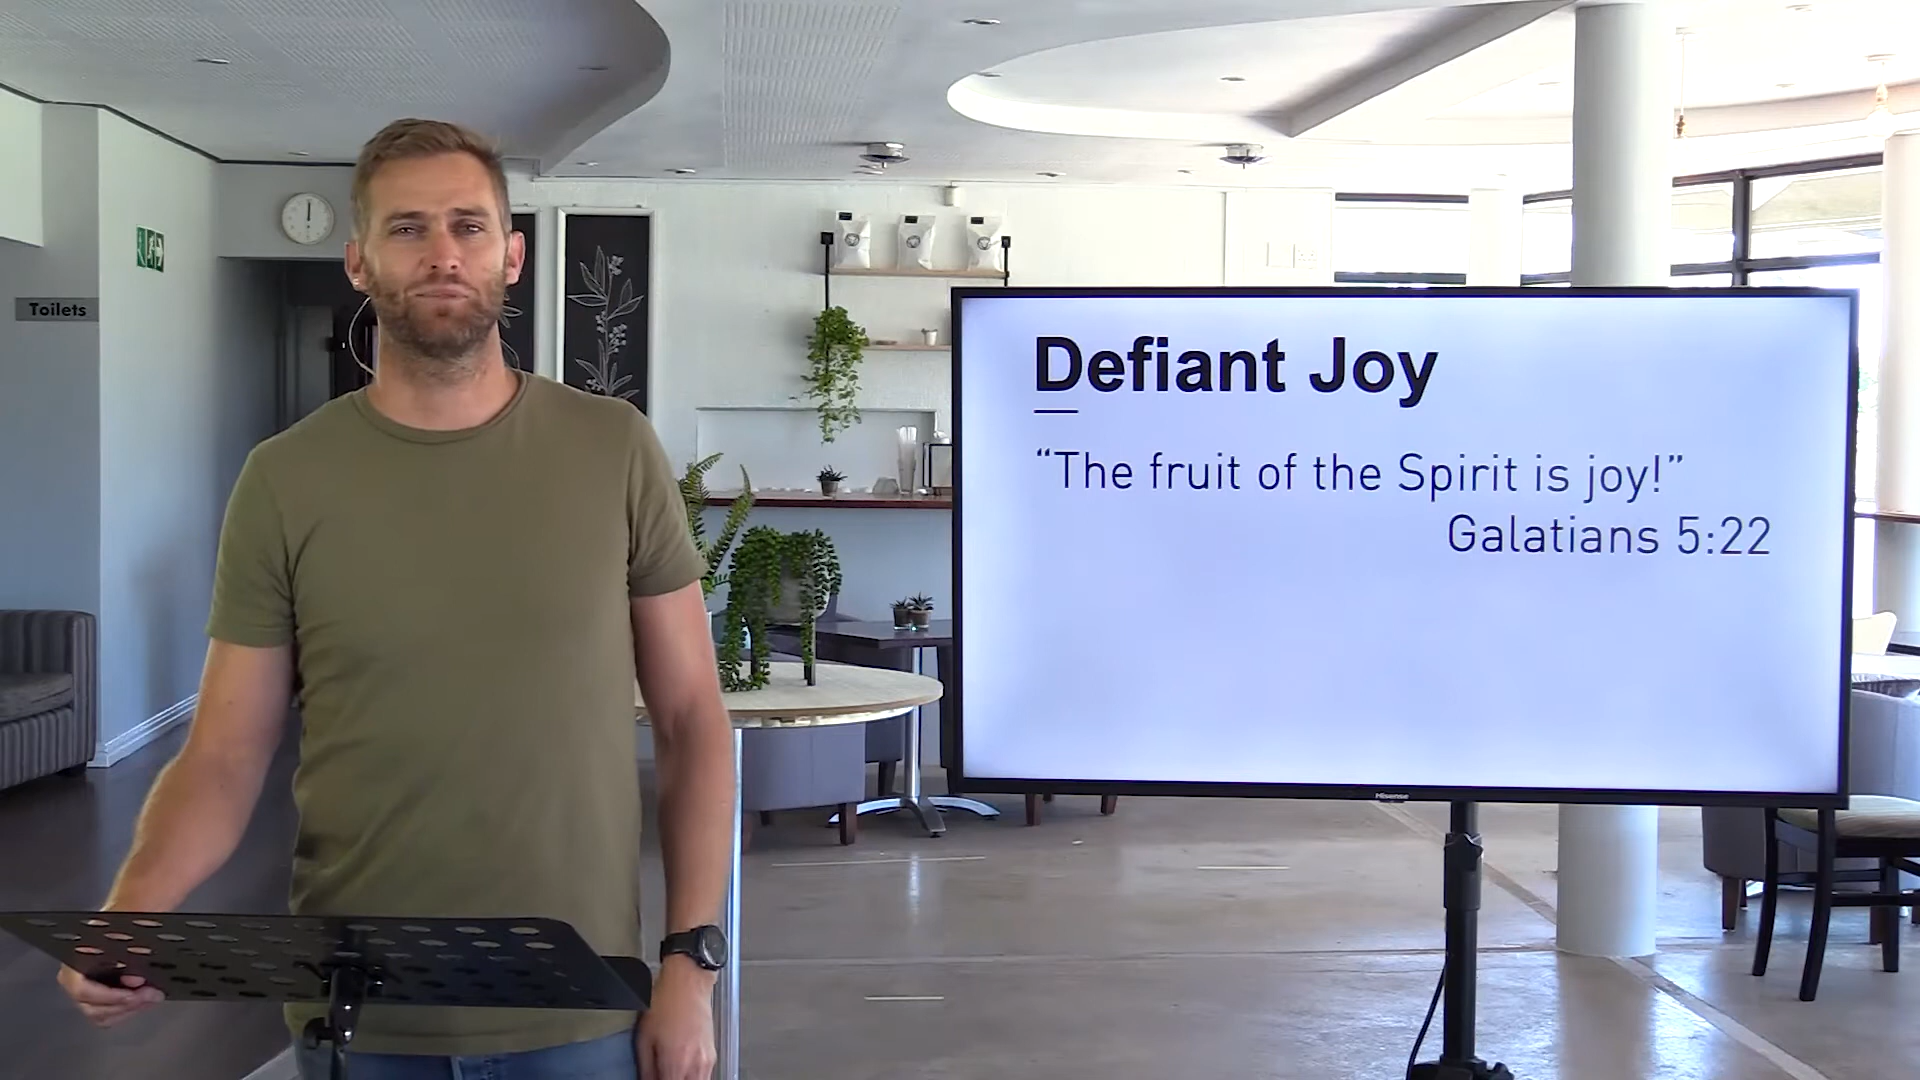 Toilets
Defiant Joy
“The fruit of the Spirit is joy!”
Galatians 5:22
Hisense